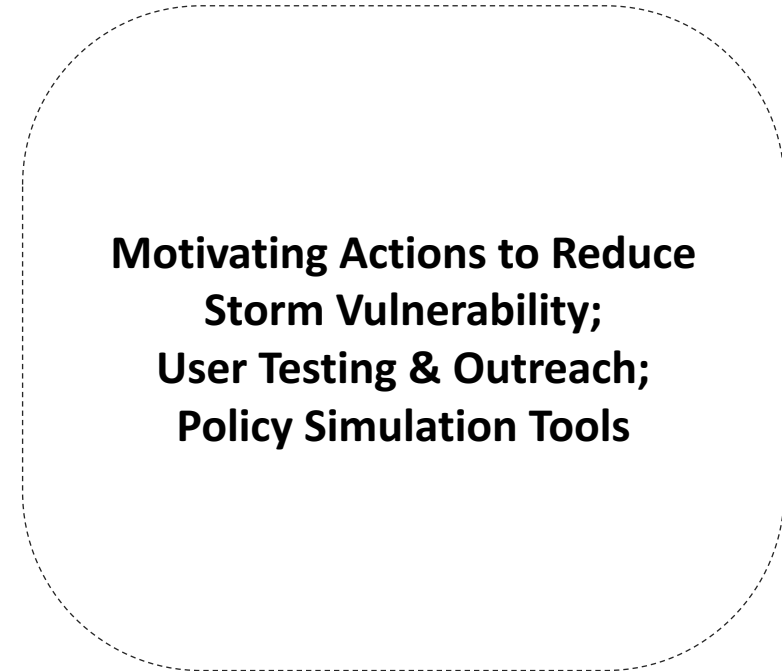 Motivating Actions to Reduce
Storm Vulnerability;
User Testing & Outreach;
Policy Simulation Tools